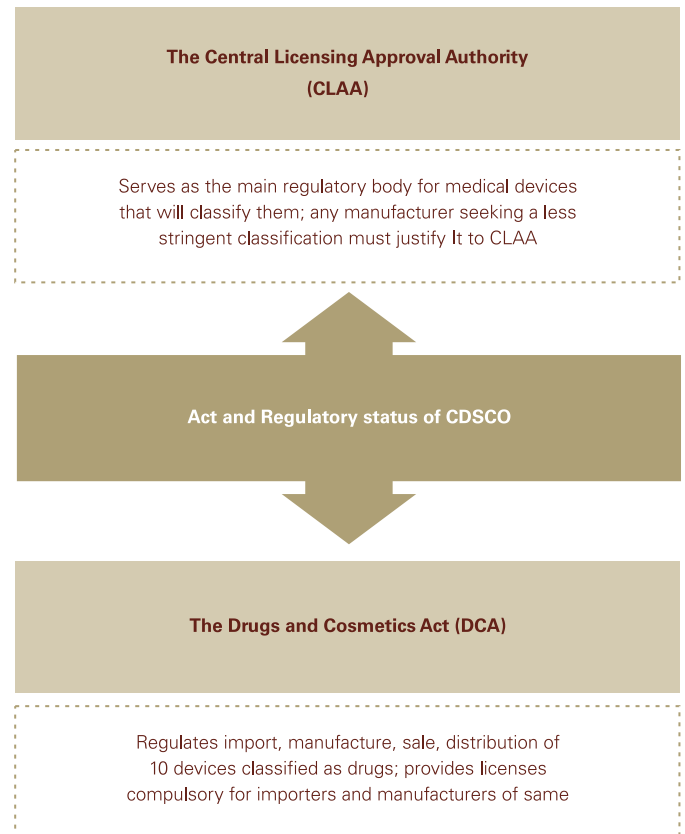 The Central Licensing Approval Authority
(CLAA)
Serves as the main regulatory body for medical devices
that will classify them; any manufacturer seeking a less
stringent classification must justify It to CLAA
Act and Regulatory status of CDSCO
The Drugs and Cosmetics Act (DCA)
Regulates import, manufacture, sale, distribution of
10 devices classified as drugs; provides licenses
compulsory for importers and manufacturers of same